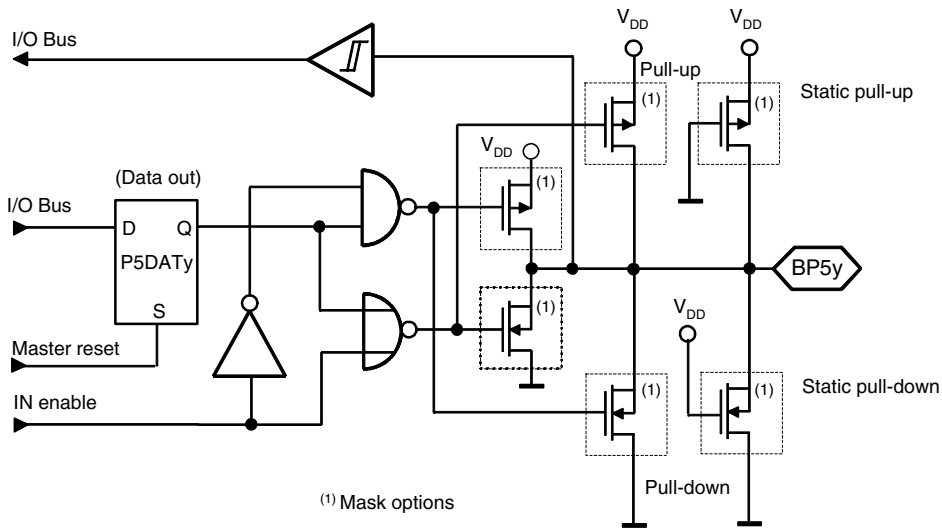 V_DD
V_DD
I/O Bus
Pull-up
(1)
(1)
Static pull-up
V_DD
(1)
(Data out)
I/O Bus
D
Q
P5DATy
BP5y
(1)
S
V_DD
Master reset
(1)
(1)
Static pull-down
IN enable
Pull-down
(1) Mask options